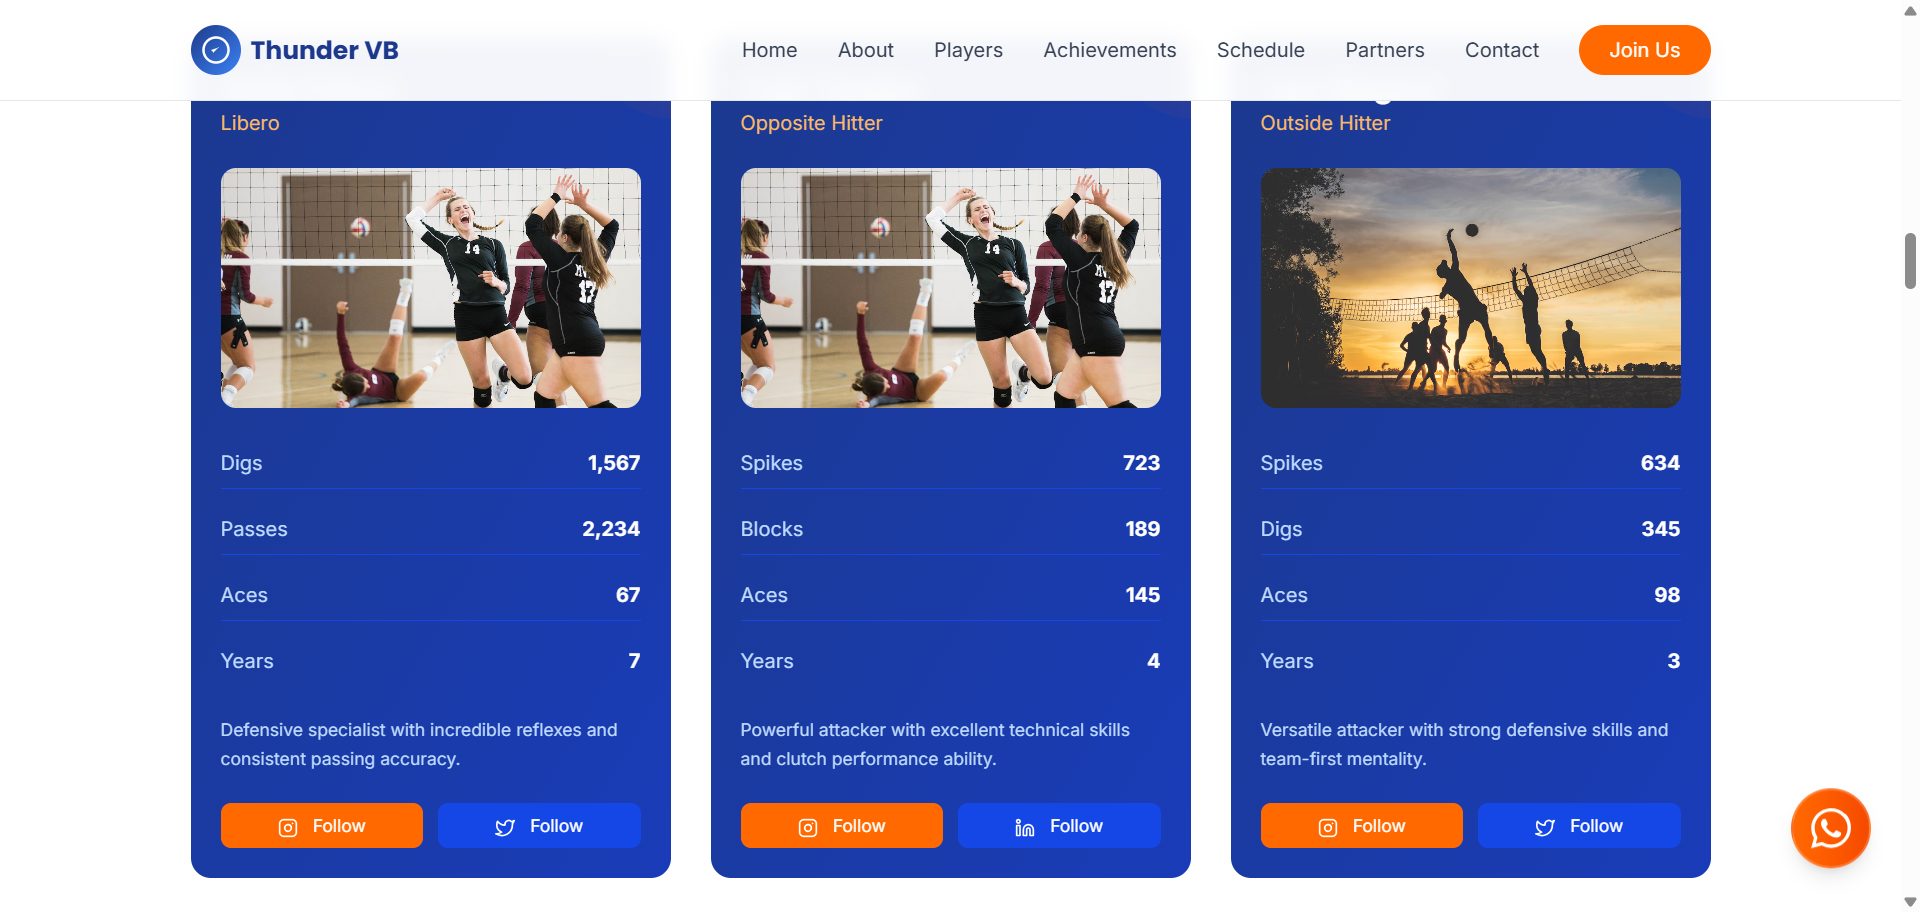 Thunder VB
Home
About
Players
Achievements
Schedule
Partners
Contact
Join Us
Libero
14
17
Digs 1,567
Passes 2,234
Aces 67
Years 7
Defensive specialist with incredible reflexes and
consistent passing accuracy.
Follow
Follow
Opposite Hitter
14
17
Spikes 723
Blocks 189
Aces 145
Years 4
Powerful attacker with excellent technical skills
and clutch performance ability.
Follow
Follow
Outside Hitter
Spikes 634
Digs 345
Aces 98
Years 3
Versatile attacker with strong defensive skills and
team-first mentality.
Follow
Follow